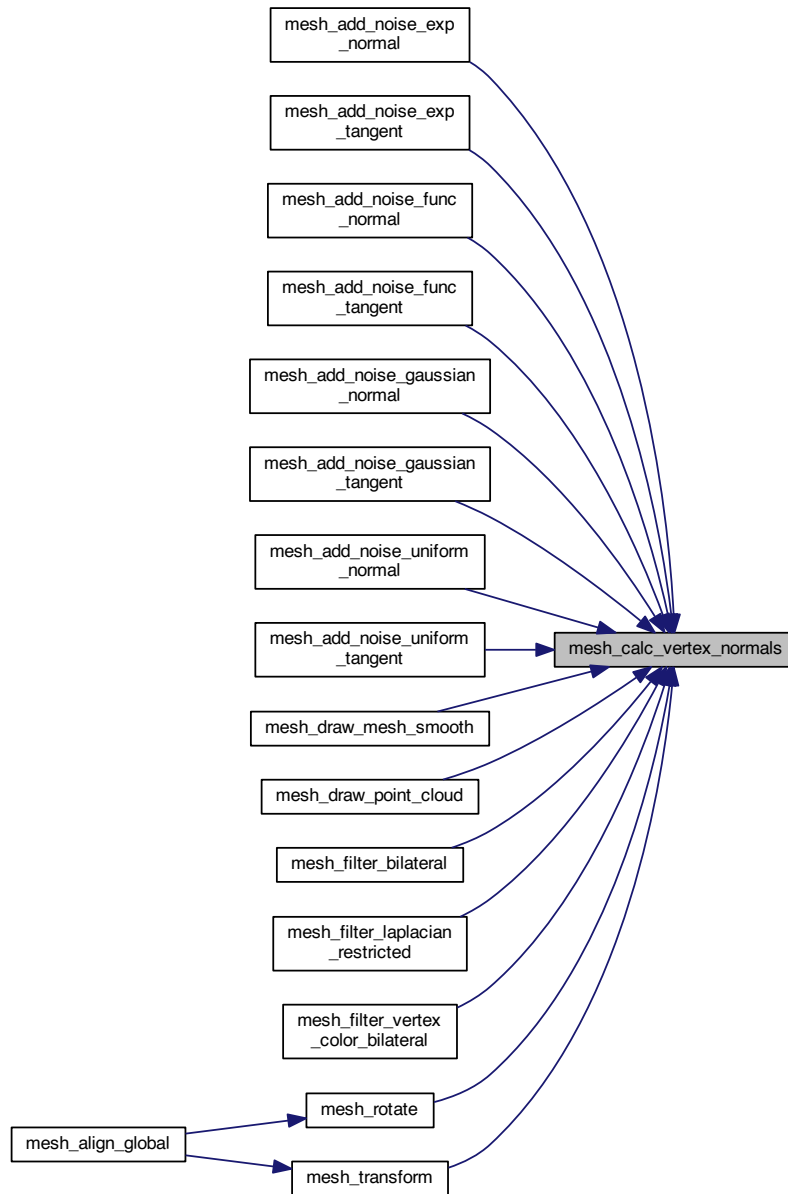 mesh_add_noise_exp
_normal
mesh_add_noise_exp
_tangent
mesh_add_noise_func
_normal
mesh_add_noise_func
_tangent
mesh_add_noise_gaussian
_normal
mesh_add_noise_gaussian
_tangent
mesh_add_noise_uniform
_normal
mesh_add_noise_uniform
_tangent
mesh_calc_vertex_normals
mesh_draw_mesh_smooth
mesh_draw_point_cloud
mesh_filter_bilateral
mesh_filter_laplacian
_restricted
mesh_filter_vertex
_color_bilateral
mesh_rotate
mesh_align_global
mesh_transform